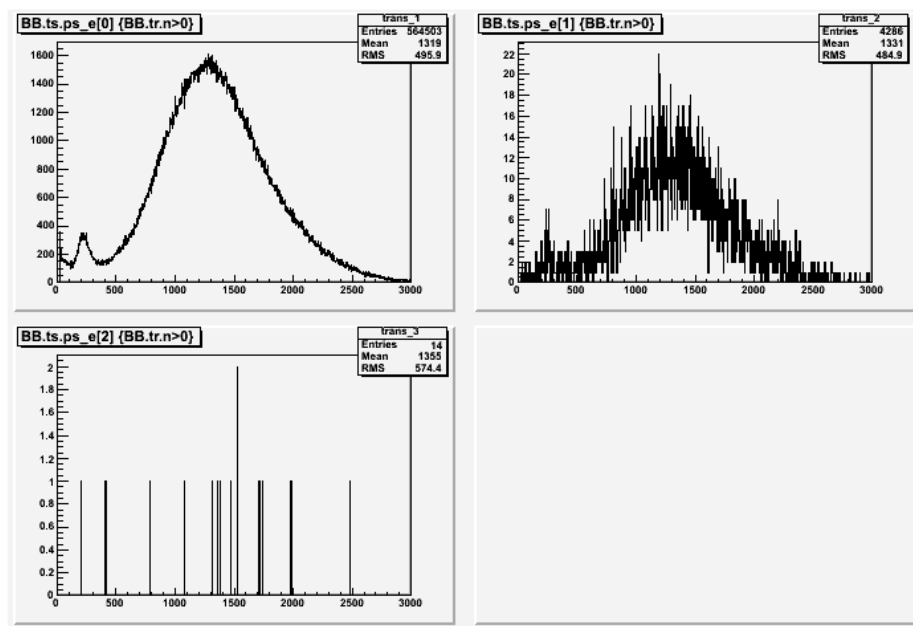 BB.ts.ps_e[0] {BB.tr.n>0}
trans_1
Entries 564503
Mean 1319
RMS 495.9
1600
1400
1200
1000
800
600
400
200
0
0 500 1000 1500 2000 2500 3000
BB.ts.ps_e[1] {BB.tr.n>0}
trans_2
Entries 4286
Mean 1331
RMS 484.9
22
20
18
16
14
12
10
8
6
4
2
0
0 500 1000 1500 2000 2500 3000
BB.ts.ps_e[2] {BB.tr.n>0}
trans_3
Entries 14
Mean 1355
RMS 574.4
2
1.8
1.6
1.4
1.2
1
0.8
0.6
0.4
0.2
0
0 500 1000 1500 2000 2500 3000